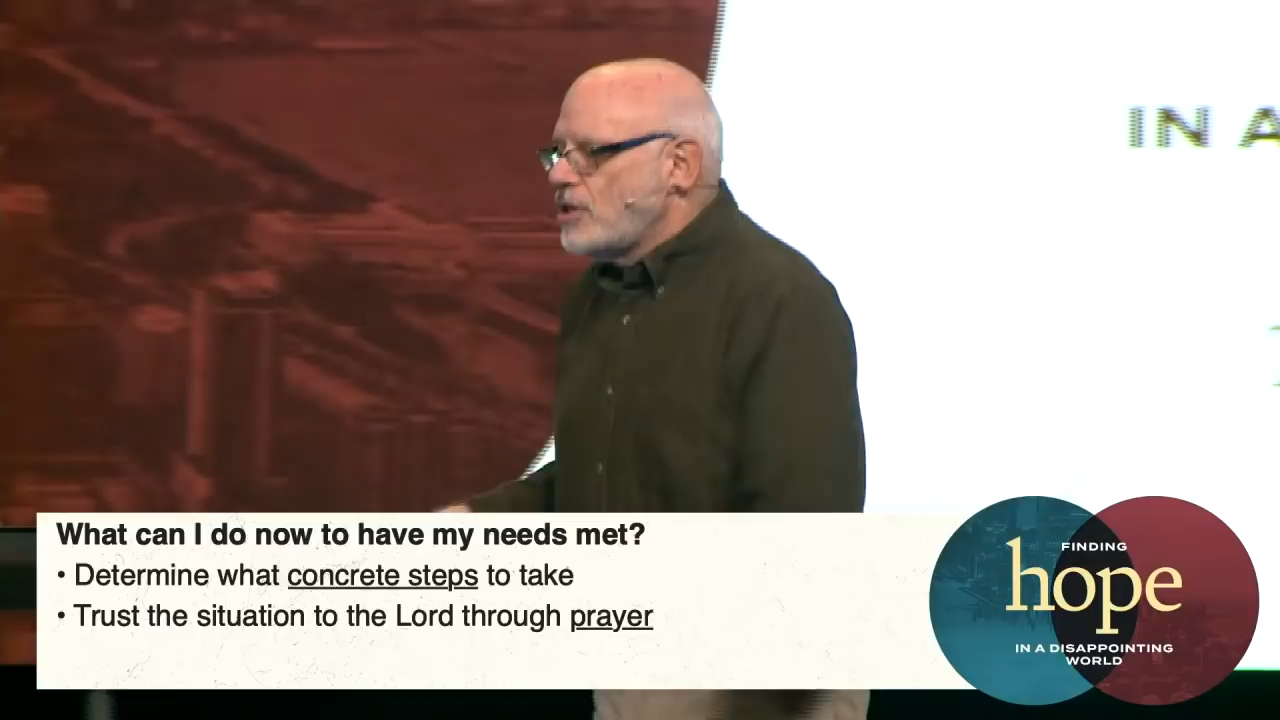 IN A
What can I do now to have my needs met?
• Determine what concrete steps to take
• Trust the situation to the Lord through prayer
FINDING
hope
IN A DISAPPOINTING
WORLD